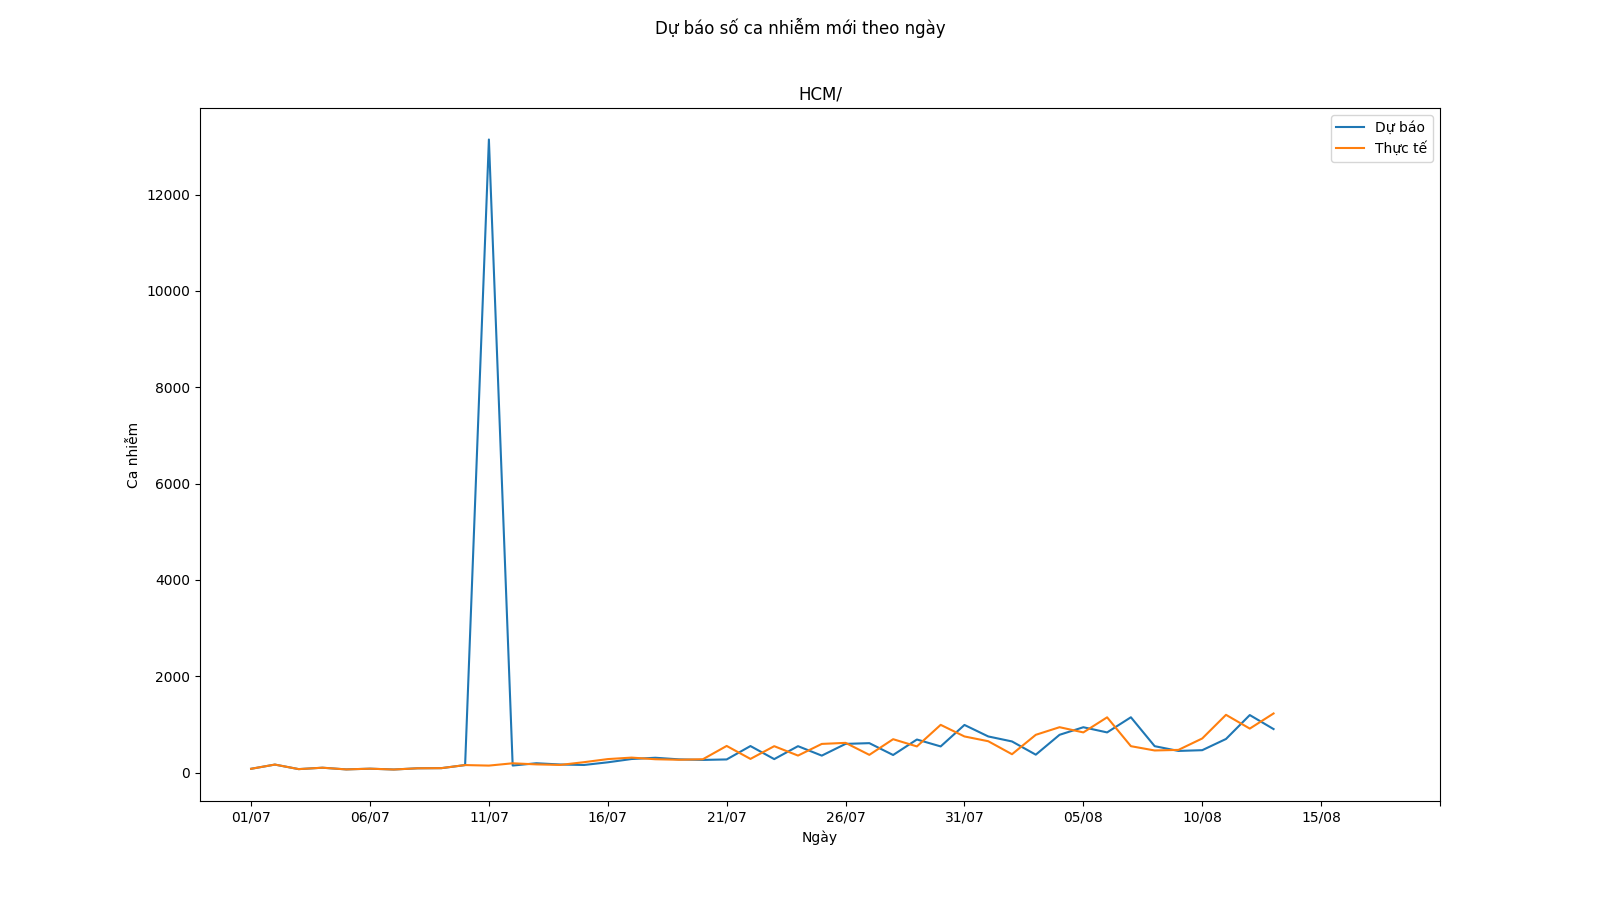 Dự báo số ca nhiễm mới theo ngày
HCM/
Dự báo
Thực tế
12000
10000
8000
6000
4000
2000
0
Ca nhiễm
01/07 06/07 11/07 16/07 21/07 26/07 31/07 05/08 10/08 15/08
Ngày